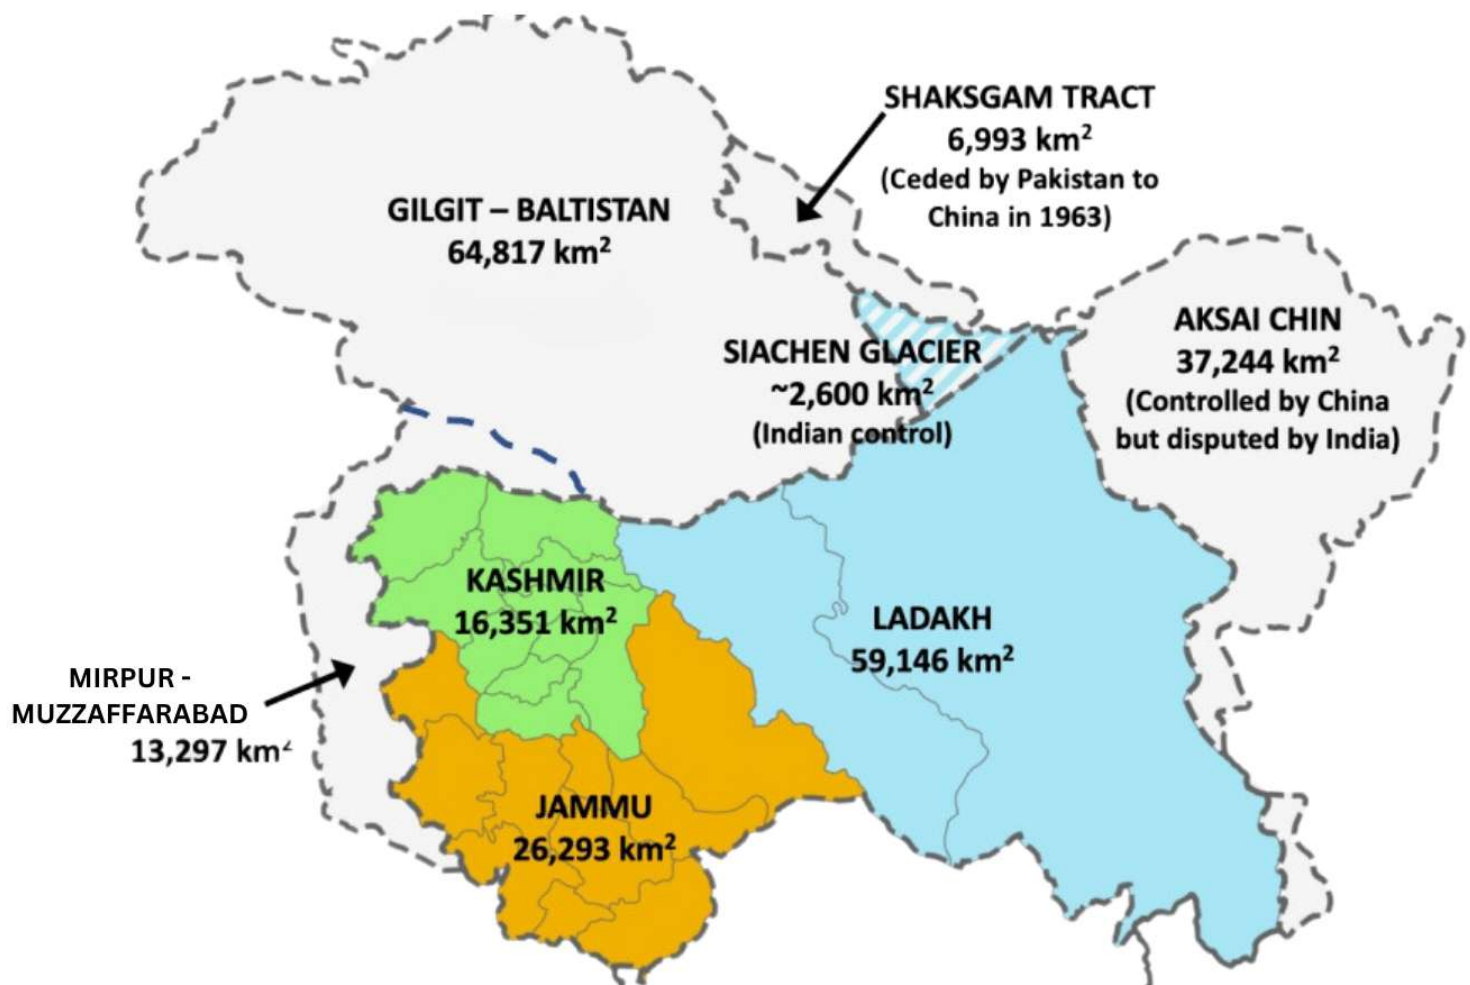 SHAKSGAM TRACT
6,993 km²
(Ceded by Pakistan to
China in 1963)
GILGIT – BALTISTAN
64,817 km²
AKSAI CHIN
37,244 km²
(Controlled by China
but disputed by India)
SIACHEN GLACIER
~2,600 km²
(Indian control)
KASHMIR
16,351 km²
LADAKH
59,146 km²
MIRPUR -
MUZZAFFARABAD
13,297 km²
JAMMU
26,293 km²